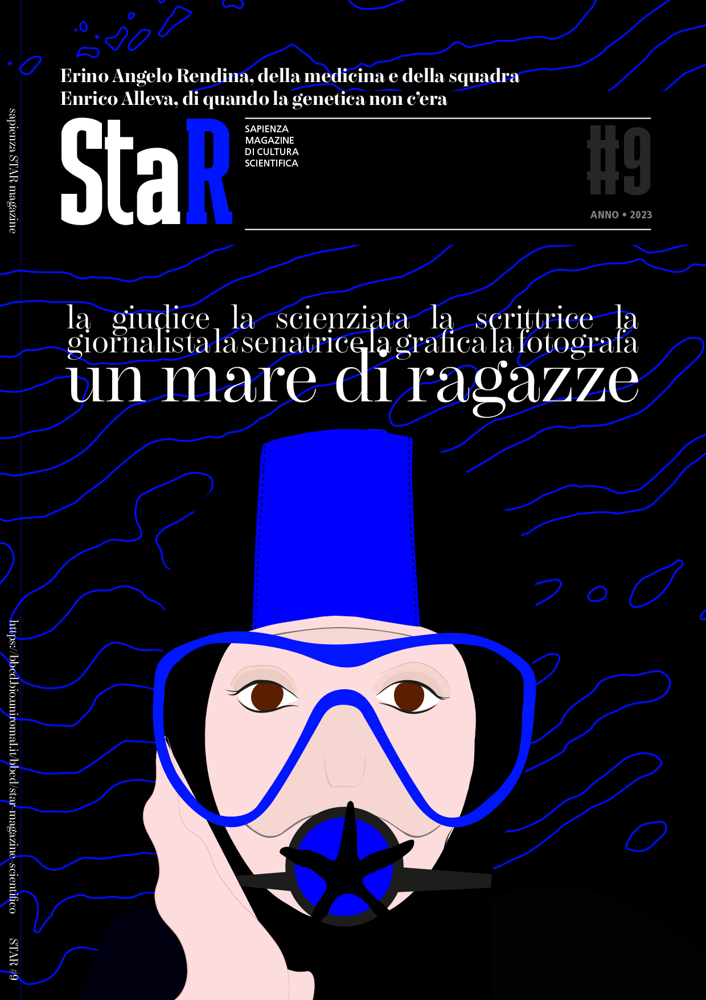 Erino Angelo Rendina, della medicina e della squadra
Enrico Alleva, di quando la genetica non c’era
StaR
SAPIENZA
MAGAZINE
DI CULTURA
SCIENTIFICA
#9
ANNO • 2023
la giudice la scienziata la scrittrice la
giornalista la senatrice la grafica la fotografa
un mare di ragazze
sapienza STAR magazine
https://bbcd.bio.uniroma1.it/bbcd/star-magazine-scientifico
STAR #9